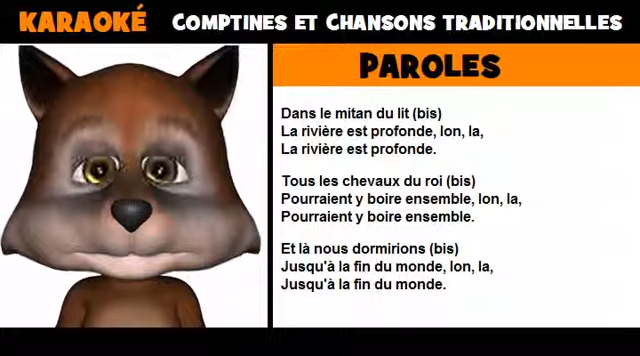 KARAOKÉ COMPTINES ET CHANSONS TRADITIONNELLES
PAROLES
Dans le mitan du lit (bis)
La rivière est profonde, lon, la,
La rivière est profonde.
Tous les chevaux du roi (bis)
Pourraient y boire ensemble, lon, la,
Pourraient y boire ensemble.
Et là nous dormirions (bis)
Jusqu'à la fin du monde, lon, la,
Jusqu'à la fin du monde.